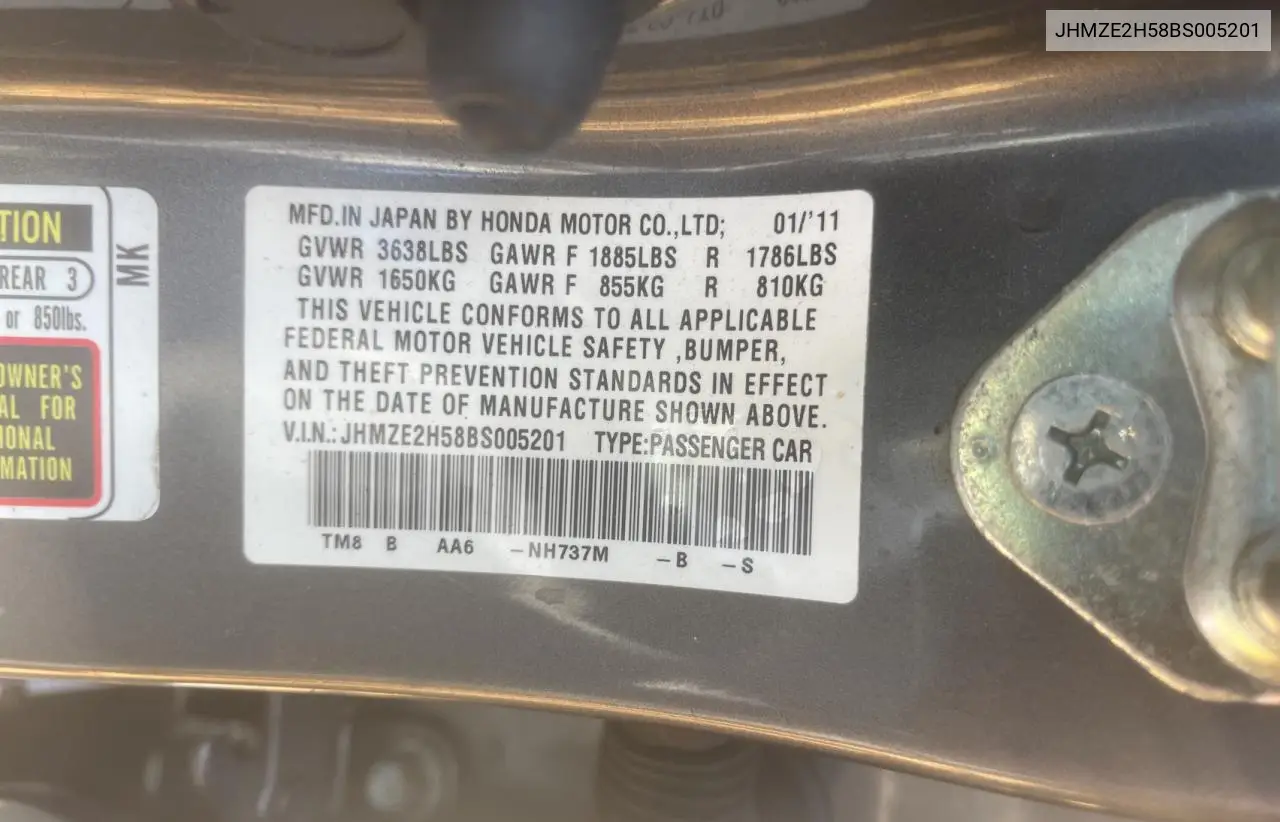 JHMZE2H58BS005201
TION
REAR 3
or 850lbs.
OWNER'S
AL FOR
IONAL
MATION
MK
MFD.IN JAPAN BY HONDA MOTOR CO.,LTD; 01/'11
GVWR 3638LBS GAWR F 1885LBS R 1786LBS
GVWR 1650KG GAWR F 855KG R 810KG
THIS VEHICLE CONFORMS TO ALL APPLICABLE
FEDERAL MOTOR VEHICLE SAFETY ,BUMPER,
AND THEFT PREVENTION STANDARDS IN EFFECT
ON THE DATE OF MANUFACTURE SHOWN ABOVE.
V.I.N.: JHMZE2H58BS005201 TYPE:PASSENGER CAR
TM8 B AA6 -NH737M -B -S